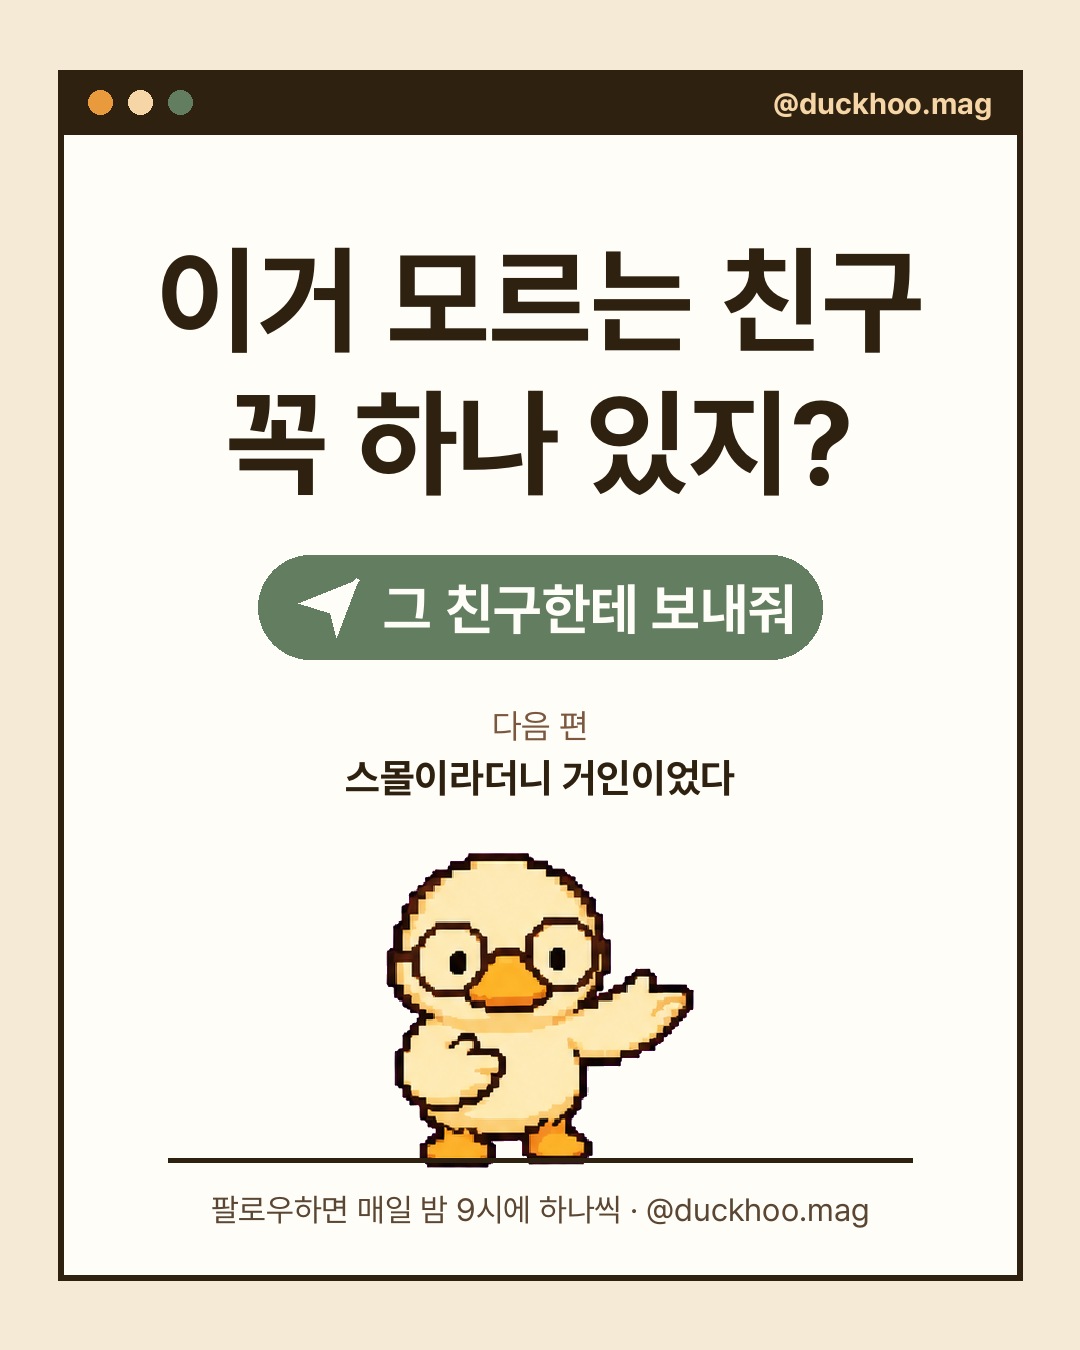 @duckhoo.mag
이거 모르는 친구
꼭 하나 있지?
그 친구한테 보내줘
다음 편
스몰이라더니 거인이었다
팔로우하면 매일 밤 9시에 하나씩 · @duckhoo.mag